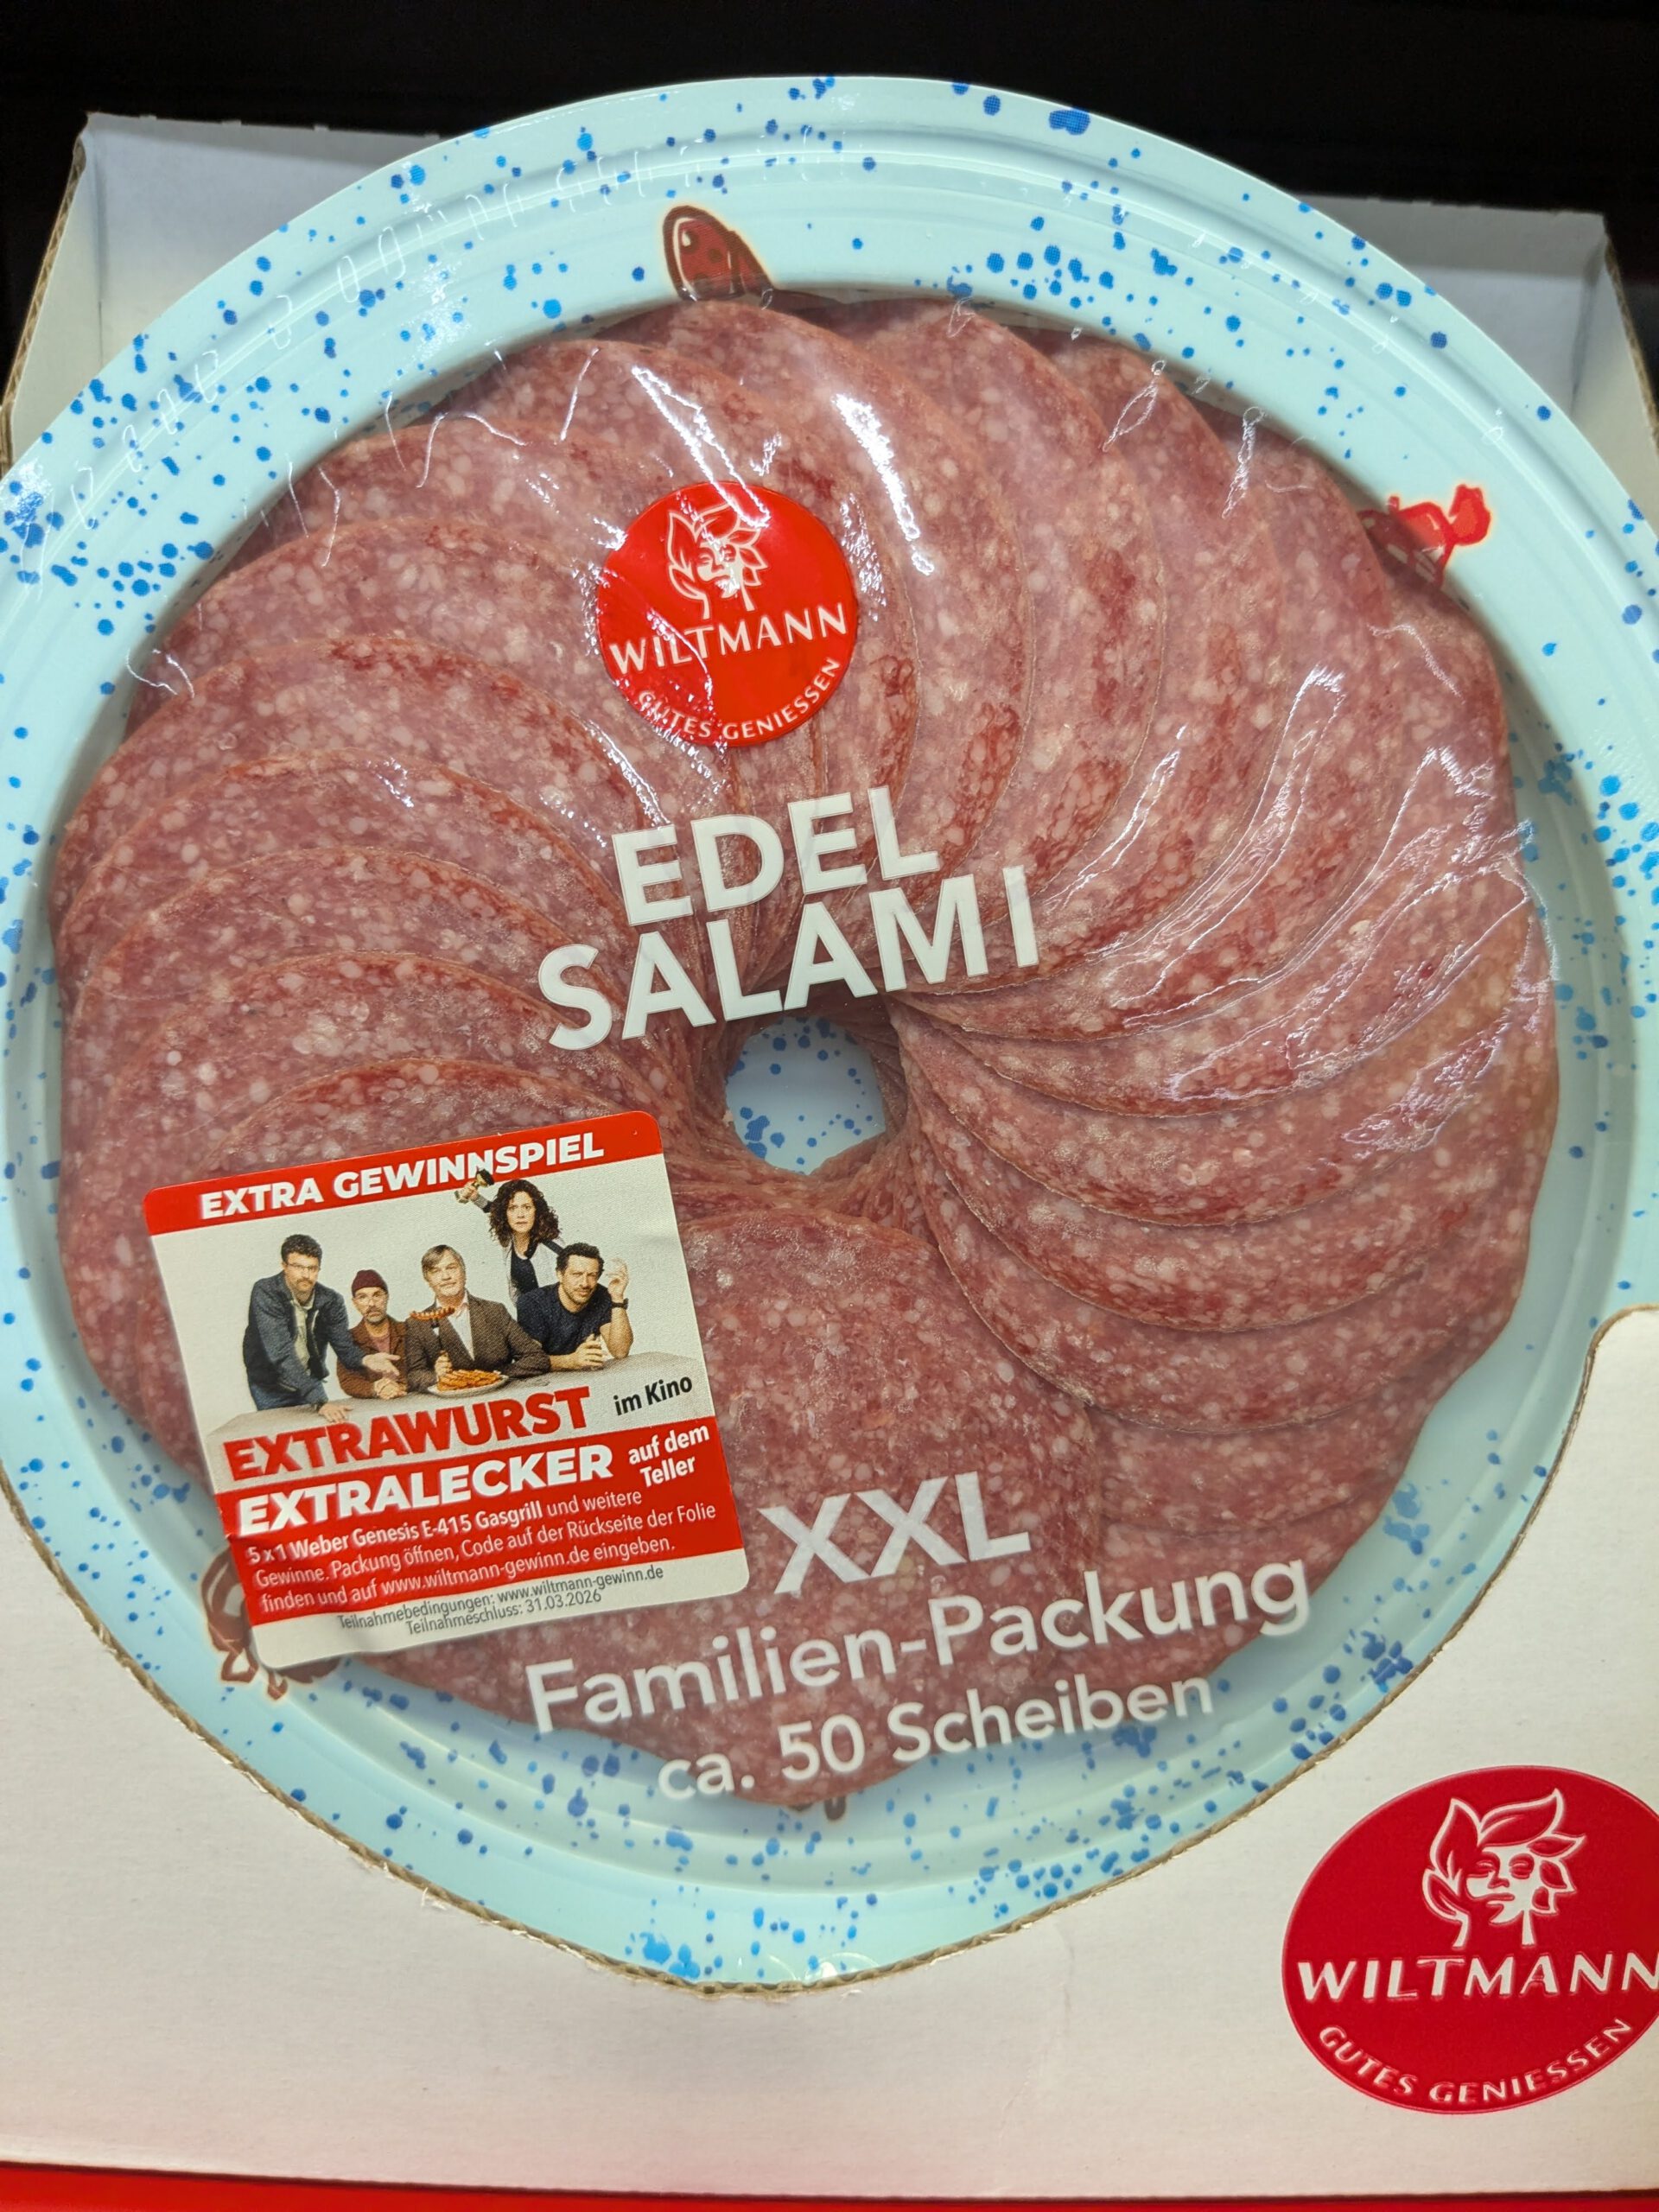 WILTMANN
GUTES GENIESSEN
EDEL
SALAMI
EXTRA GEWINNSPIEL
EXTRAWURST im Kino
EXTRALECKER auf dem
Teller
5 x 1 Weber Genesis E-415 Gasgrill und weitere
Gewinne. Packung öffnen, Code auf der Rückseite der Folie
finden und auf www.wiltmann-gewinn.de eingeben.
Teilnahmebedingungen: www.wiltmann-gewinn.de
Teilnahmeschluss: 31.03.2026
XXL
Familien-Packung
ca. 50 Scheiben
WILTMANN
GUTES GENIESSEN